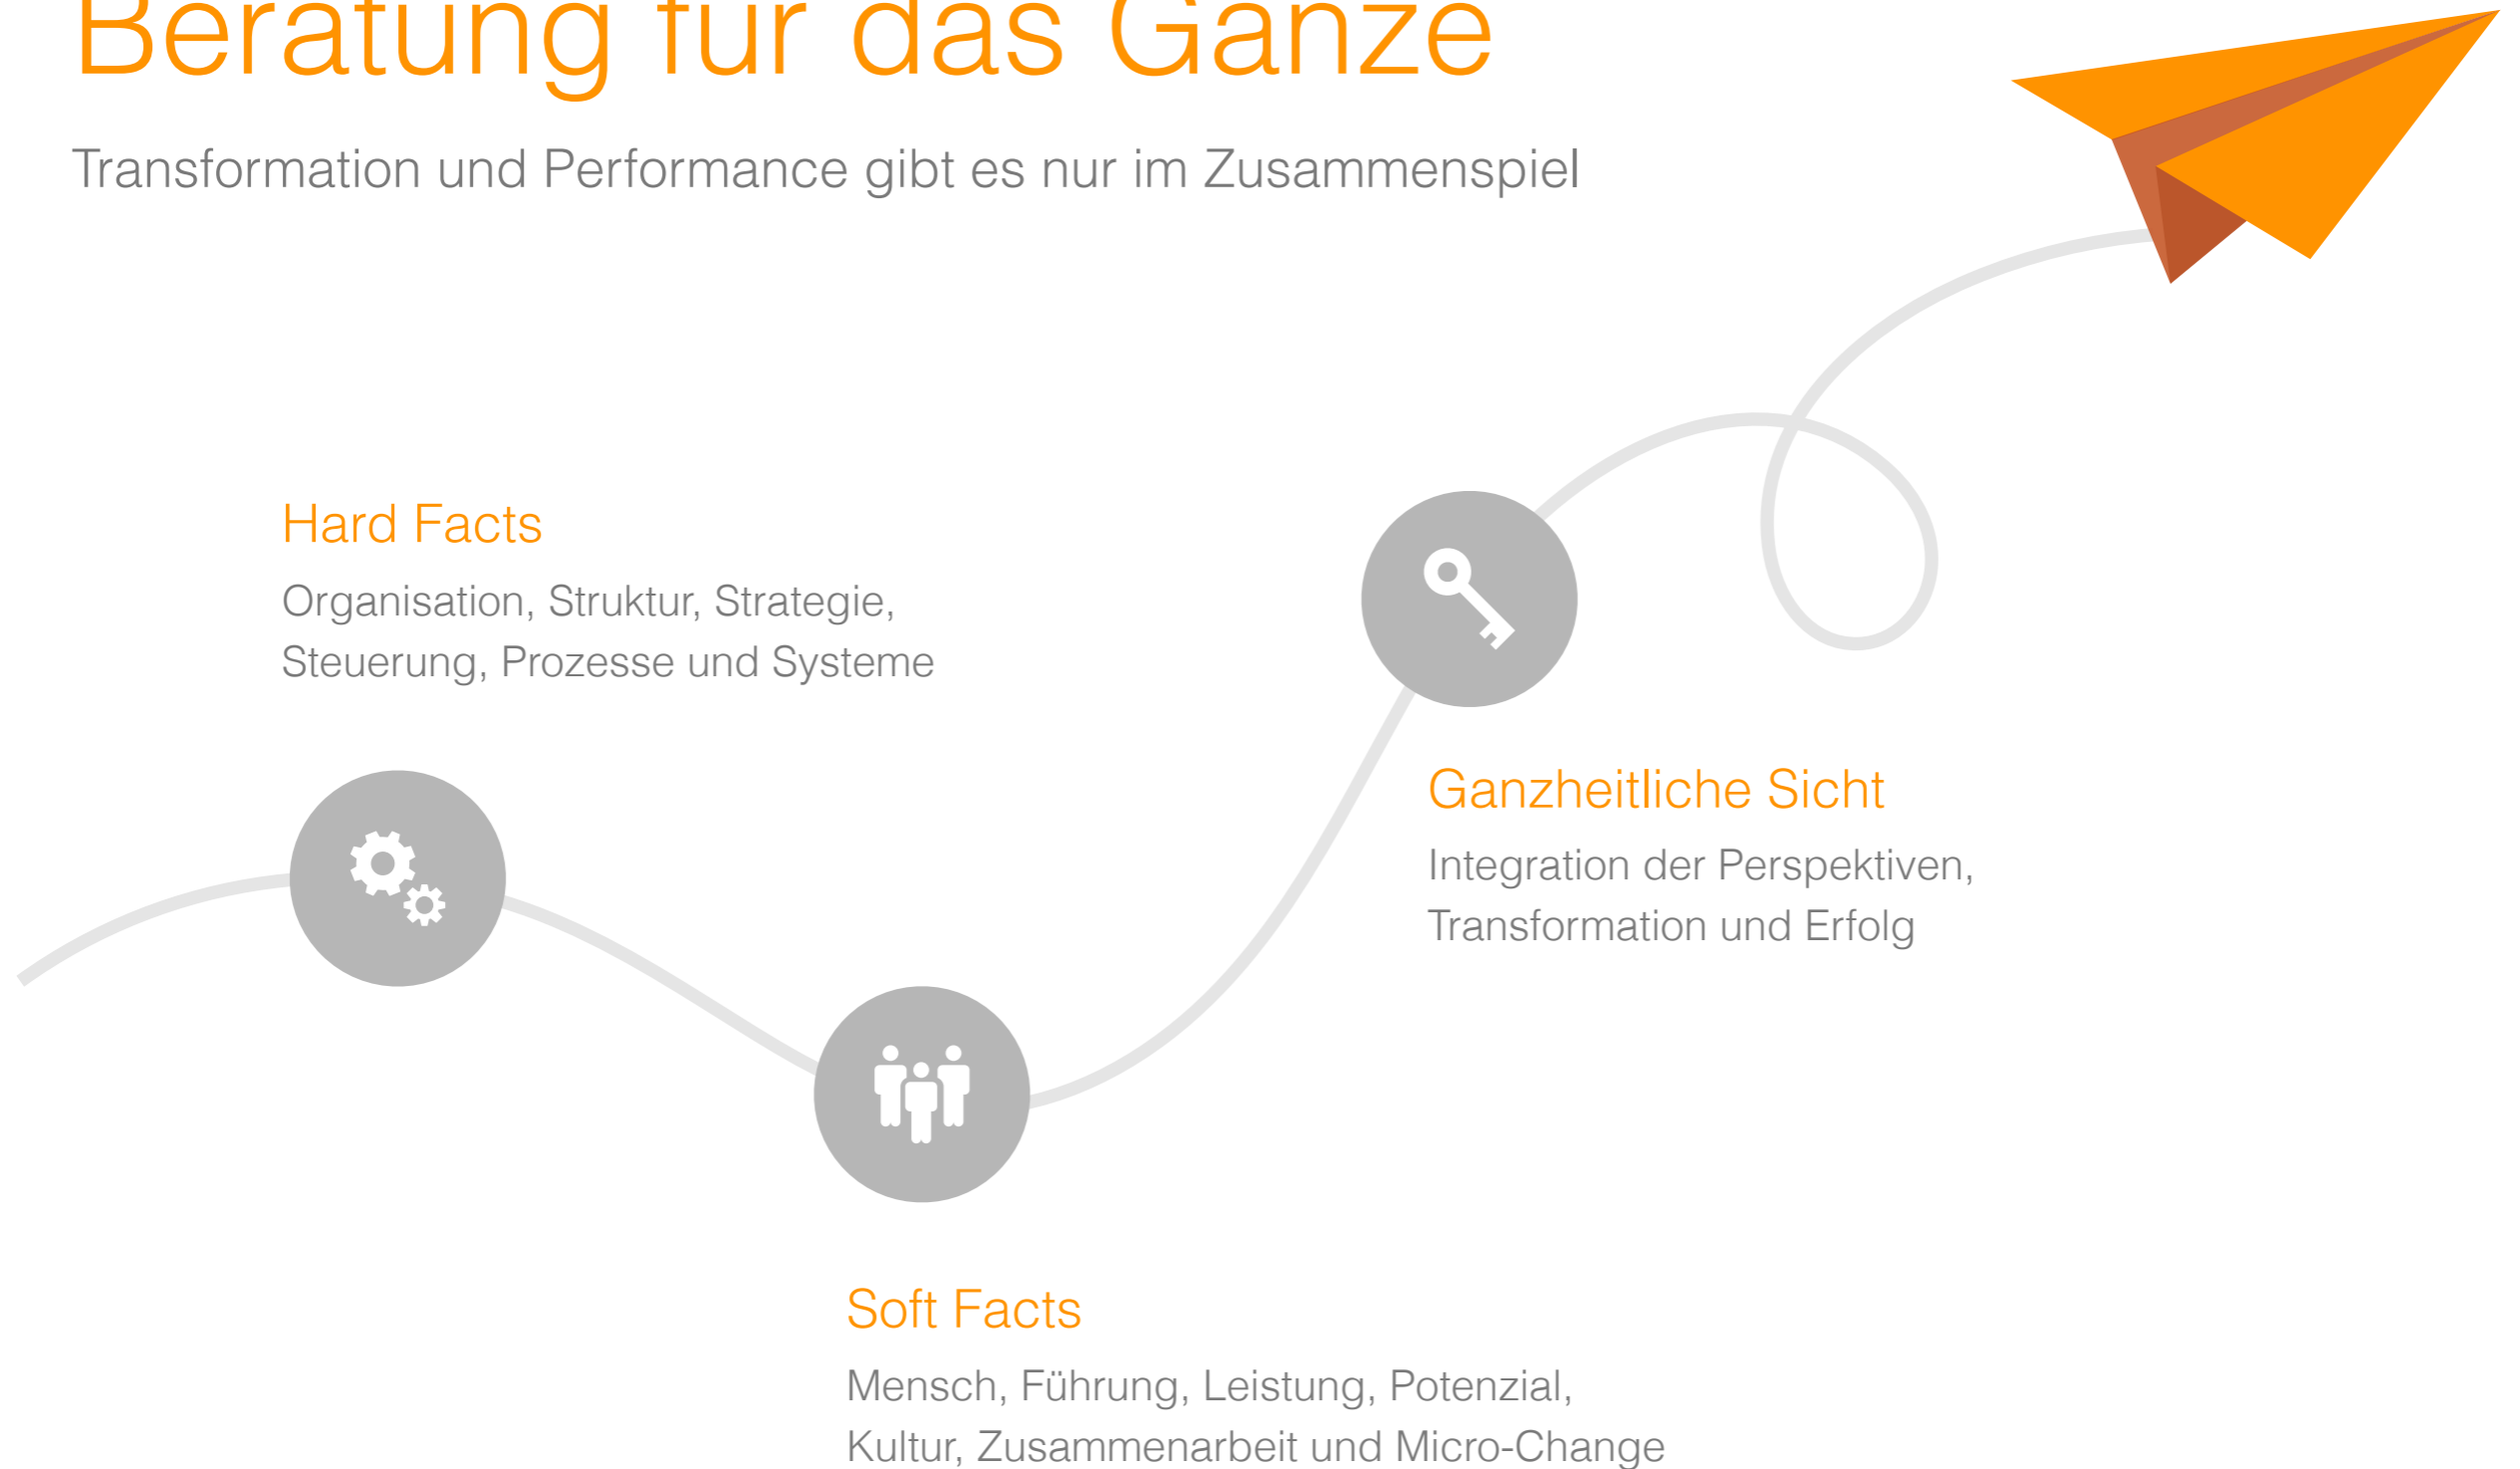 Beratung für das Ganze
Transformation und Performance gibt es nur im Zusammenspiel
Hard Facts
Organisation, Struktur, Strategie,
Steuerung, Prozesse und Systeme
Ganzheitliche Sicht
Integration der Perspektiven,
Transformation und Erfolg
Soft Facts
Mensch, Führung, Leistung, Potenzial,
Kultur, Zusammenarbeit und Micro-Change